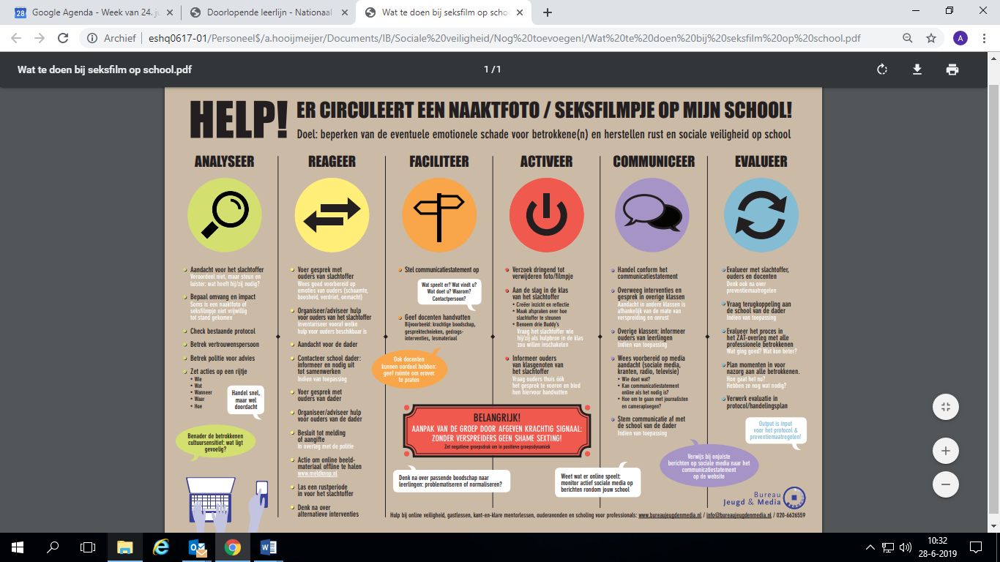 Google Agenda - Week van 24. ju
Doorlopende leerlijn - Nationaal
Wat te doen bij seksfilm op scho
Archief
eshq0617-01/Personeel$/a.hooijmeijer/Documents/IB/Sociale%20veiligheid/Nog%20toevoegen!/Wat%20te%20doen%20bij%20seksfilm%20op%20school.pdf
A
Wat te doen bij seksfilm op school.pdf
1 / 1
HELP!
ER CIRCULEERT EEN NAAKTFOTO / SEKSFILMPJE OP MIJN SCHOOL!
Doel: beperken van de eventuele emotionele schade voor betrokkene(n) en herstellen rust en sociale veiligheid op school
ANALYSEER
Aandacht voor het slachtoffer
Veroordeel niet, maar steun en
luister: wat heeft hij/zij nodig?
Bepaal omvang en impact
Soms is een naaktfoto of
seksfilmpje niet vrijwillig
tot stand gekomen
Check bestaande protocol
Betrek vertrouwenspersoon
Betrek politie voor advies
Zet acties op een rijtje
• Wie
• Wat
• Wanneer
• Waar
• Hoe
Handel snel,
maar wel
doordacht
Benader de betrokkenen
cultuursensitief: wat ligt
gevoelig?
REAGEER
Voer gesprek met
ouders van slachtoffer
Wees goed voorbereid op
emoties van ouders (schaamte,
boosheid, verdriet, onmacht)
Organiseer/adviseer hulp
voor ouders van het slachtoffer
Inventariseer vooraf welke
hulp voor ouders beschikbaar is
Aandacht voor de dader
Contacteer school dader:
informeer en nodig uit
tot samenwerken
Indien van toepassing
Voer gesprek met
ouders van dader
Organiseer/adviseer hulp
voor ouders van de dader
Besluit tot melding
of aangifte
In overleg met de politie
Actie om online beeld-
materiaal offline te halen
www.meldknop.nl
Las een rustperiode
in voor het slachtoffer
Denk na over
alternatieve interventies
FACILITEER
Stel communicatiestatement op
Wat speelt er? Wat vindt u?
Wat doet u? Waarom?
Contactpersoon?
Geef docenten handvatten
Bijvoorbeeld: krachtige boodschap,
gesprektechnieken, gedrags-
interventies, lesmateriaal
Ook docenten
kunnen oordeel hebben:
geef ruimte om erover
te praten
ACTIVEER
Verzoek dringend tot
verwijderen foto/filmpje
Aan de slag in de klas
van het slachtoffer
• Creëer inzicht en reflectie
• Maak afspraken over hoe
slachtoffer te steunen
• Benoem drie Buddy's
Vraag het slachtoffer wie
hij/zij als hulpbron in de klas
zou willen inschakelen
Informeer ouders
van klasgenoten van
het slachtoffer
Vraag ouders thuis óók
het gesprek te voeren en bied
hen hiervoor handvatten
BELANGRIJK!
AANPAK VAN DE GROEP DOOR AFGEVEN KRACHTIG SIGNAAL:
ZONDER VERSPREIDERS GEEN SHAME SEXTING!
Zet negatieve groepsdruk om in positieve groepsdynamiek
Denk na over passende boodschap naar
leerlingen: problematiseren of normaliseren?
Weet wat er online speelt:
monitor actief sociale media op
berichten rondom jouw school
COMMUNICEER
Handel conform het
communicatiestatement
Overweeg interventies en
gesprek in overige klassen
Aandacht in andere klassen is
afhankelijk van de mate van
verspreiding en onrust
Overige klassen: informeer
ouders van leerlingen
Indien van toepassing
Wees voorbereid op media
aandacht (sociale media,
kranten, radio, televisie)
• Wie doet wat?
• Kan communicatiestatement
online als het nodig is?
• Hoe om te gaan met journalisten
en cameraploegen?
Stem communicatie af met
de school van de dader
Indien van toepassing
Verwijs bij onjuiste
berichten op sociale media naar het
communicatiestatement
op de website
EVALUEER
Evalueer met slachtoffer,
ouders en docenten
Denk ook na over
preventiemaatregelen
Vraag terugkoppeling aan
de school van de dader
Indien van toepassing
Evalueer het proces in
het ZAT-overleg met alle
professionele betrokkenen
Wat ging goed? Wat kon beter?
Plan momenten in voor
nazorg aan alle betrokkenen.
Hoe gaat het nu?
Hebben ze nog wat nodig?
Verwerk evaluatie in
protocol/handelingsplan
Output is input
voor het protocol &
preventiemaatregelen!
Bureau
Jeugd & Media
Hulp bij online veiligheid, gastlessen, kant-en-klare mentorlessen, ouderavonden en scholing voor professionals: www.bureaujeugdenmedia.nl / info@bureaujeugdenmedia.nl / 020-6626559
10:32
28-6-2019